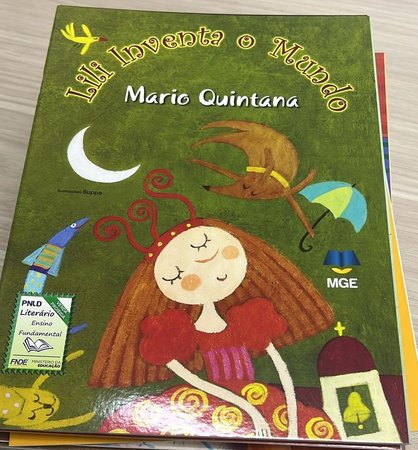 Lili Inventa o Mundo
Mario Quintana
Ilustrações Suppa
MGE
PNLD
Literário
Ensino
Fundamental
FNDE MINISTÉRIO DA
EDUCAÇÃO